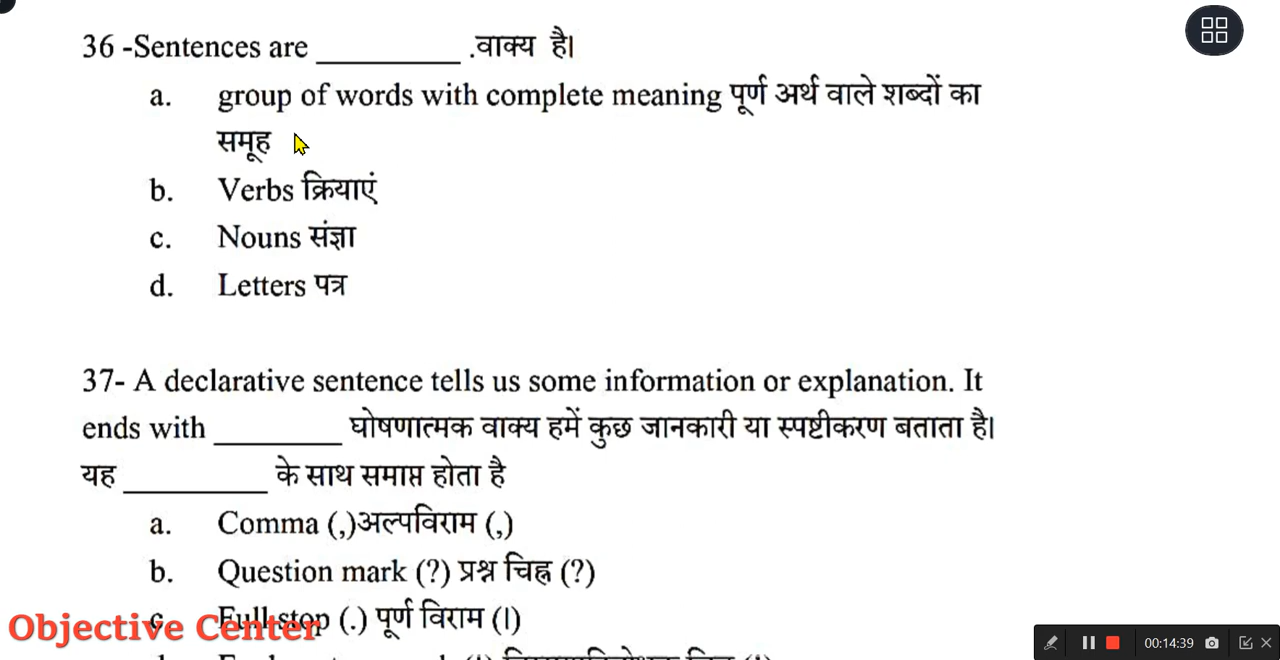 36 -Sentences are __________ .वाक्य है।
a. group of words with complete meaning पूर्ण अर्थ वाले शब्दों का
समूह
b. Verbs क्रियाएं
c. Nouns संज्ञा
d. Letters पत्र
37- A declarative sentence tells us some information or explanation. It
ends with _________ घोषणात्मक वाक्य हमें कुछ जानकारी या स्पष्टीकरण बताता है।
यह __________ के साथ समाप्त होता है
a. Comma (,)अल्पविराम (,)
b. Question mark (?) प्रश्न चिह्न (?)
c. Full stop (.) पूर्ण विराम (।)
Objective Center
00:14:39